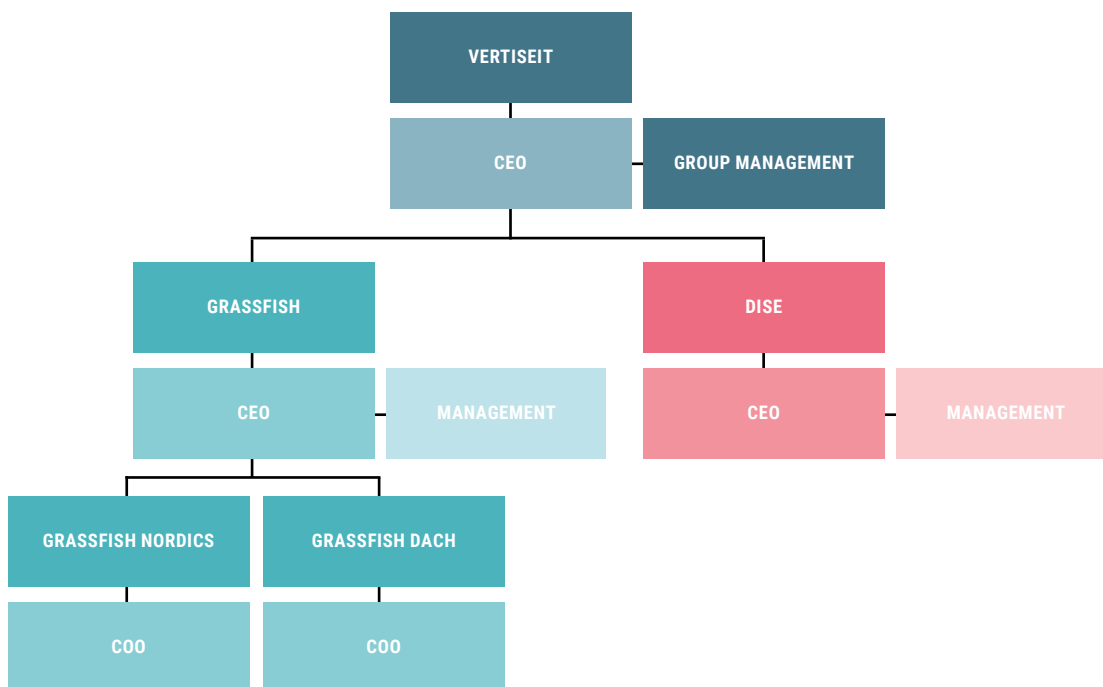 VERTISEIT
CEO
GROUP MANAGEMENT
GRASSFISH
DISE
CEO
MANAGEMENT
CEO
MANAGEMENT
GRASSFISH NORDICS
GRASSFISH DACH
COO
COO